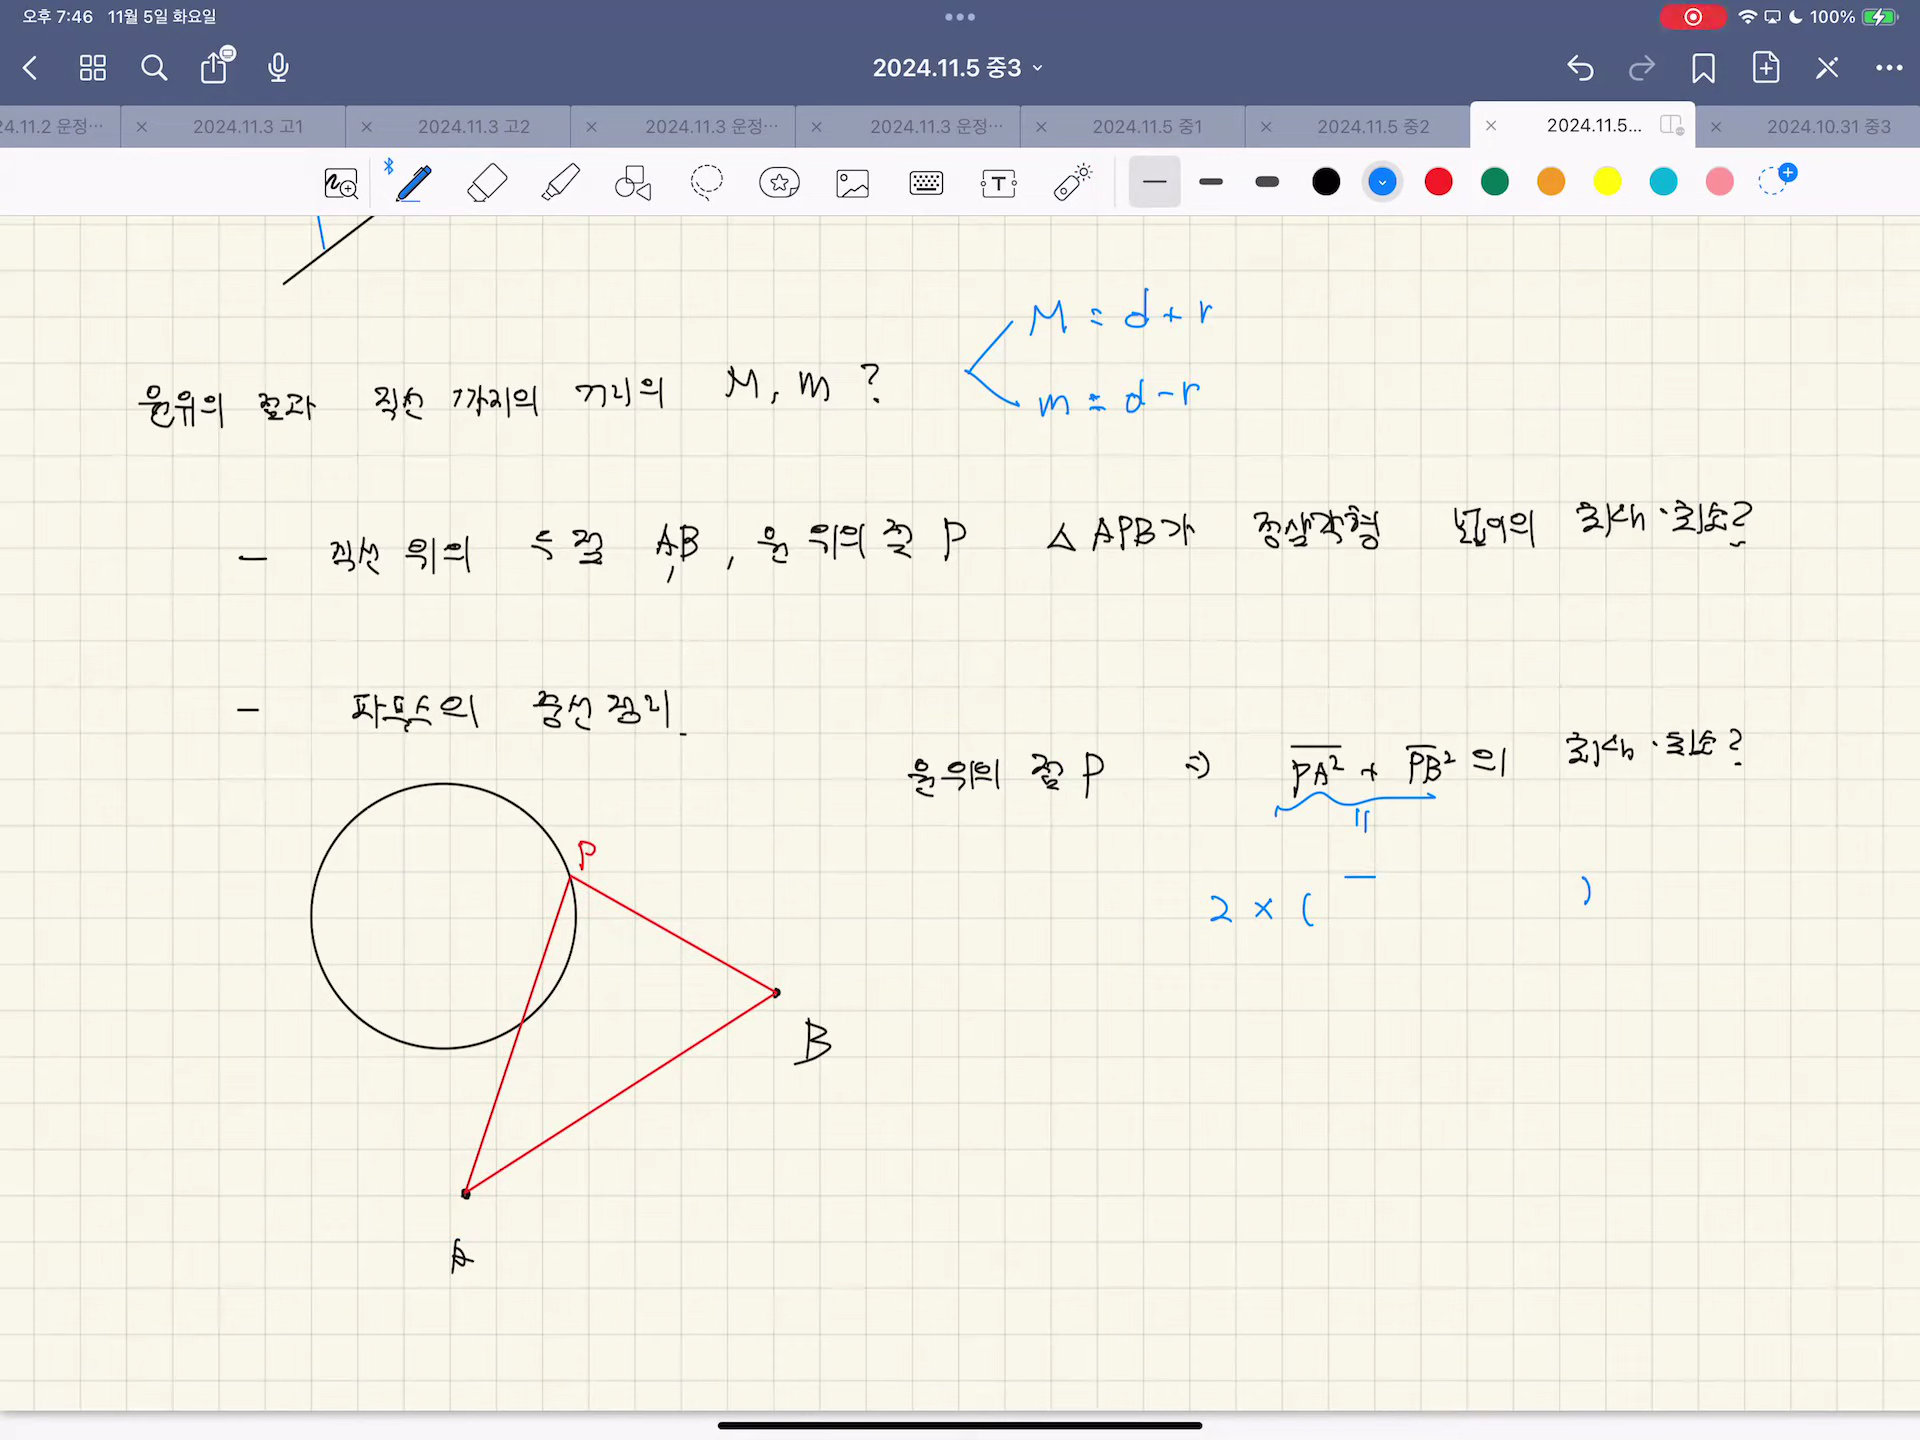 오후 7:46 11월 5일 화요일
100%
2024.11.5 중3
24.11.2 운정…
2024.11.3 고1
2024.11.3 고2
2024.11.3 운정…
2024.11.3 운정…
2024.11.5 중1
2024.11.5 중2
2024.11.5…
2024.10.31 중3
M = d + r
원위의 점과 직선 까지의 거리의 M, m ?
m = d - r
- 직선 위의 두 점 A, B, 원 위의 점 P △APB가 정삼각형 넓이의 최대·최소?
- 파푸스의 중선정리.
원위의 점 P ⇒ PA² + PB² 의 최대·최소?
=
2 × ( )
P
B
A